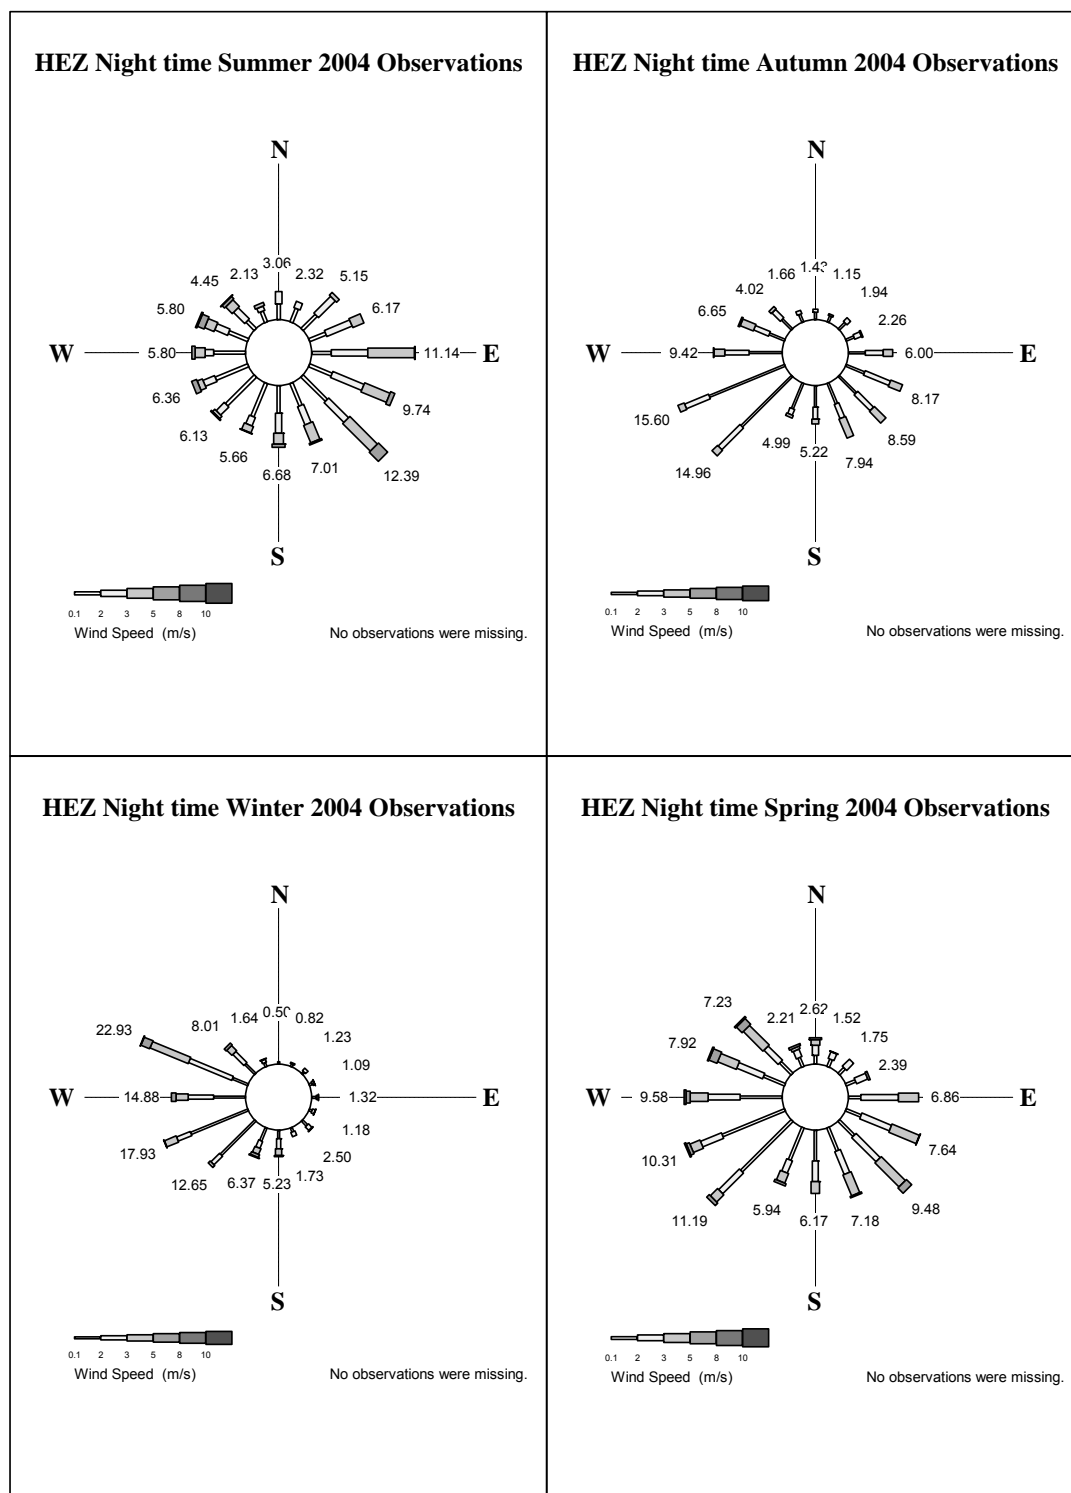 HEZ Night time Summer 2004 Observations
N
3.06
2.13 2.32
4.45 5.15
5.80 6.17
W 5.80 11.14 E
6.36 9.74
6.13
5.66 7.01 12.39
6.68
S
0.1 2 3 5 8 10
Wind Speed (m/s) No observations were missing.
HEZ Night time Autumn 2004 Observations
N
1.66 1.43 1.15
4.02 1.94
6.65 2.26
W 9.42 6.00 E
8.17
15.60
4.99 8.59
5.22 7.94
14.96
S
0.1 2 3 5 8 10
Wind Speed (m/s) No observations were missing.
HEZ Night time Winter 2004 Observations
N
1.64 0.50 0.82
8.01 1.23
22.93
1.09
W 14.88 1.32 E
1.18
17.93 2.50
12.65 6.37 5.23 1.73
S
0.1 2 3 5 8 10
Wind Speed (m/s) No observations were missing.
HEZ Night time Spring 2004 Observations
N
7.23 2.62
2.21 1.52
1.75
7.92 2.39
W 9.58 6.86 E
7.64
10.31
9.48
11.19 5.94 6.17 7.18
S
0.1 2 3 5 8 10
Wind Speed (m/s) No observations were missing.